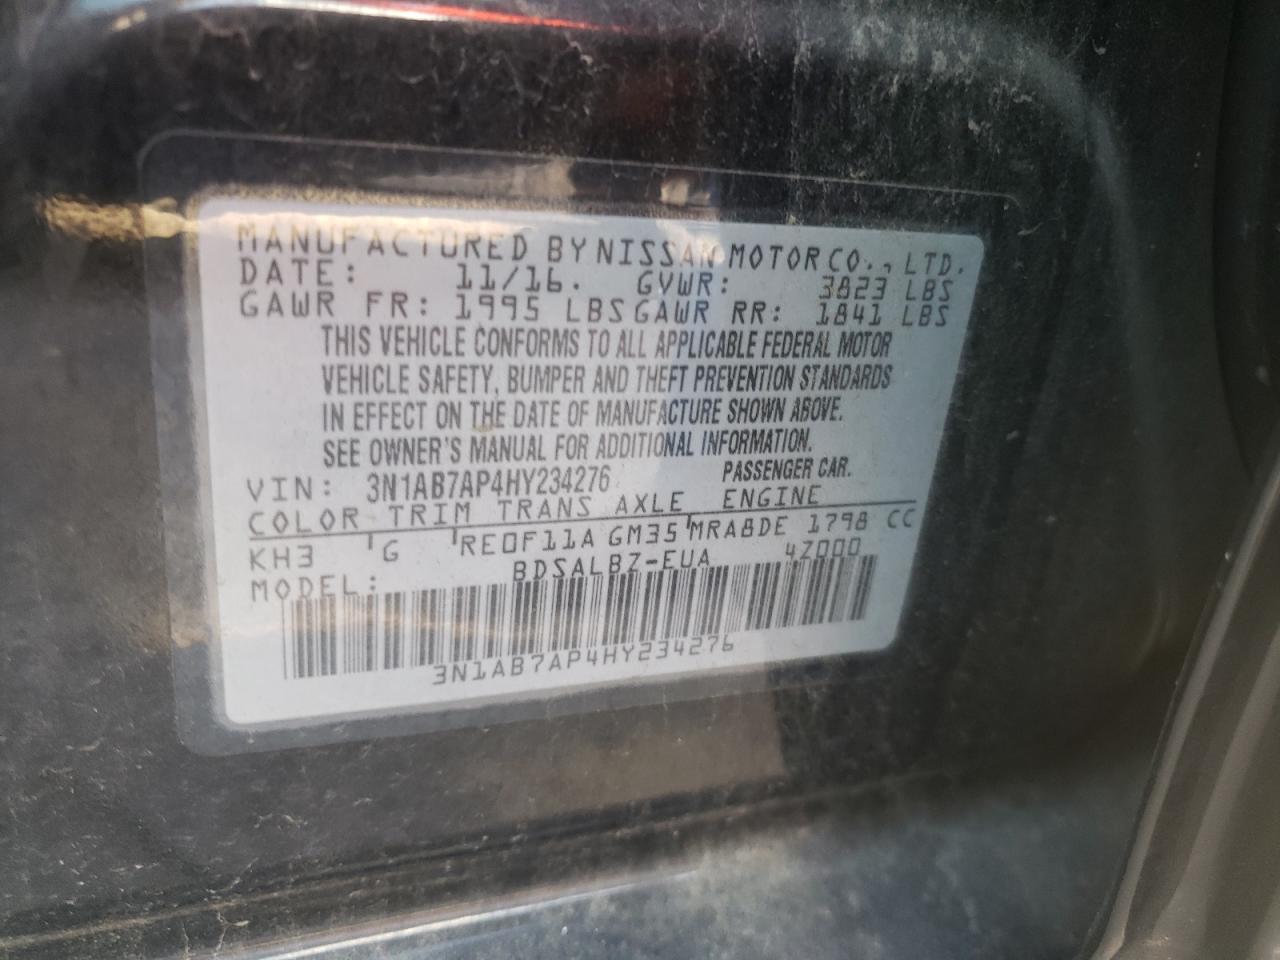 MANUFACTURED BY NISSAN MOTOR CO., LTD.
DATE: 11/16. GVWR: 3823 LBS
GAWR FR: 1995 LBS GAWR RR: 1841 LBS
THIS VEHICLE CONFORMS TO ALL APPLICABLE FEDERAL MOTOR
VEHICLE SAFETY, BUMPER AND THEFT PREVENTION STANDARDS
IN EFFECT ON THE DATE OF MANUFACTURE SHOWN ABOVE.
SEE OWNER'S MANUAL FOR ADDITIONAL INFORMATION.
VIN: 3N1AB7AP4HY234276 PASSENGER CAR.
COLOR TRIM TRANS AXLE ENGINE
KH3 G RE0F11A GM35 MRA8DE 1798 CC
MODEL: BDSALBZ-EUA 4Z000
3N1AB7AP4HY234276